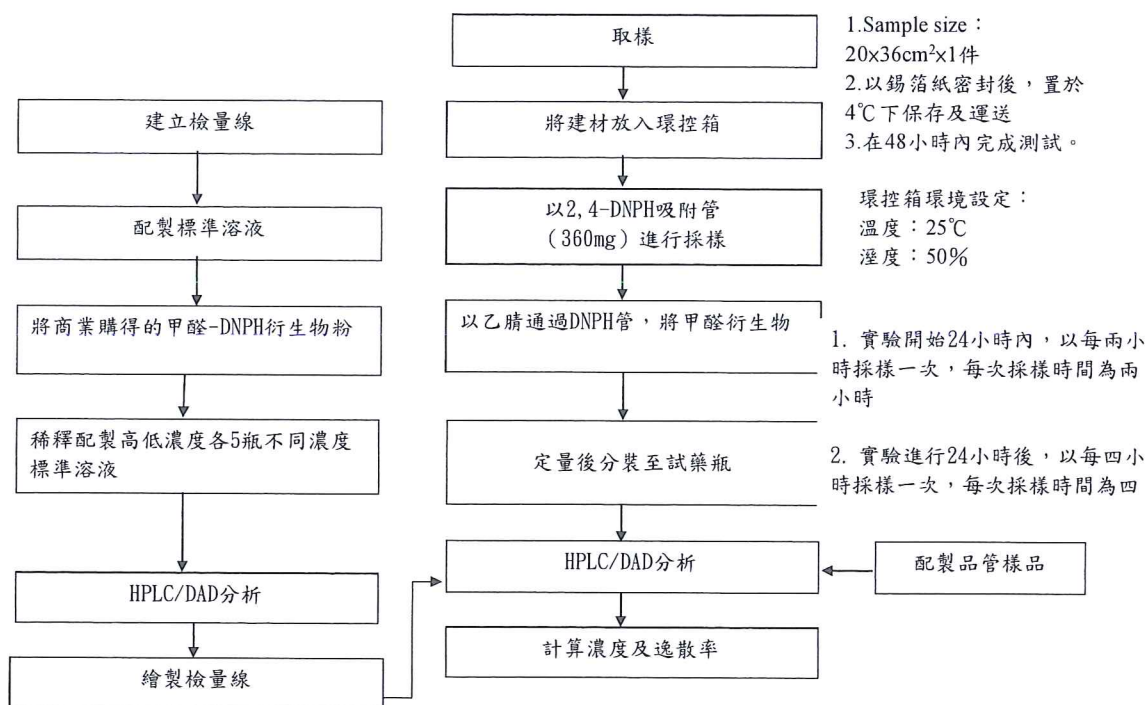 建立檢量線
配製標準溶液
將商業購得的甲醛-DNPH衍生物粉
稀釋配製高低濃度各5瓶不同濃度
標準溶液
HPLC/DAD分析
繪製檢量線
取樣
將建材放入環控箱
以2,4-DNPH吸附管
(360mg)進行採樣
以乙腈通過DNPH管,將甲醛衍生物
定量後分裝至試藥瓶
HPLC/DAD分析
計算濃度及逸散率
配製品管樣品
1.Sample size:
20×36cm²×1件
2.以錫箔紙密封後,置於
4℃下保存及運送
3.在48小時內完成測試。
環控箱環境設定:
溫度:25℃
溼度:50%
1. 實驗開始24小時內,以每兩小
時採樣一次,每次採樣時間為兩
小時
2. 實驗進行24小時後,以每四小
時採樣一次,每次採樣時間為四